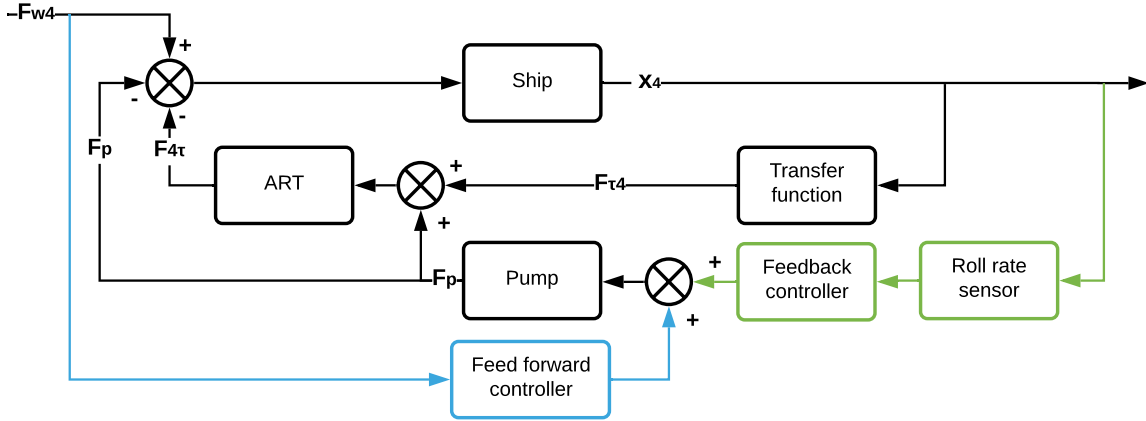 –Fw4
+
Ship
x4
-
-
Fp
F4τ
ART
+
+
Fτ4
Transfer
function
Fp
Pump
+
+
Feedback
controller
Roll rate
sensor
Feed forward
controller